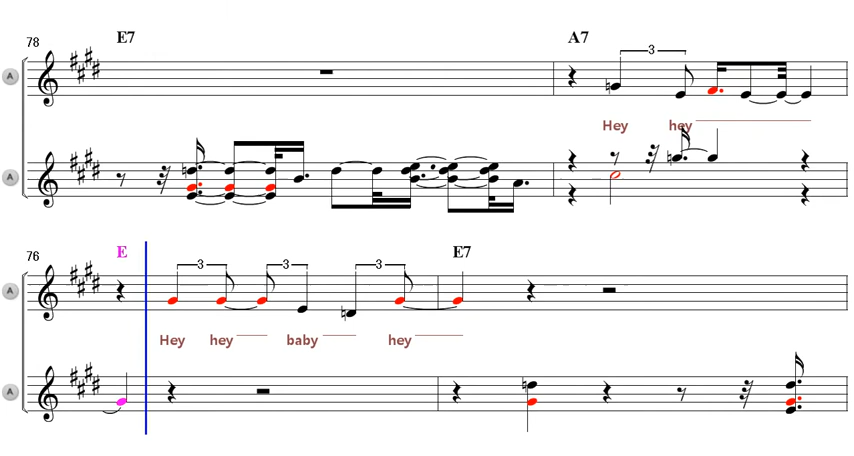 78 E7 A7
3
A
Hey hey
A
76 E E7
3 3 3
A
Hey hey baby hey
A